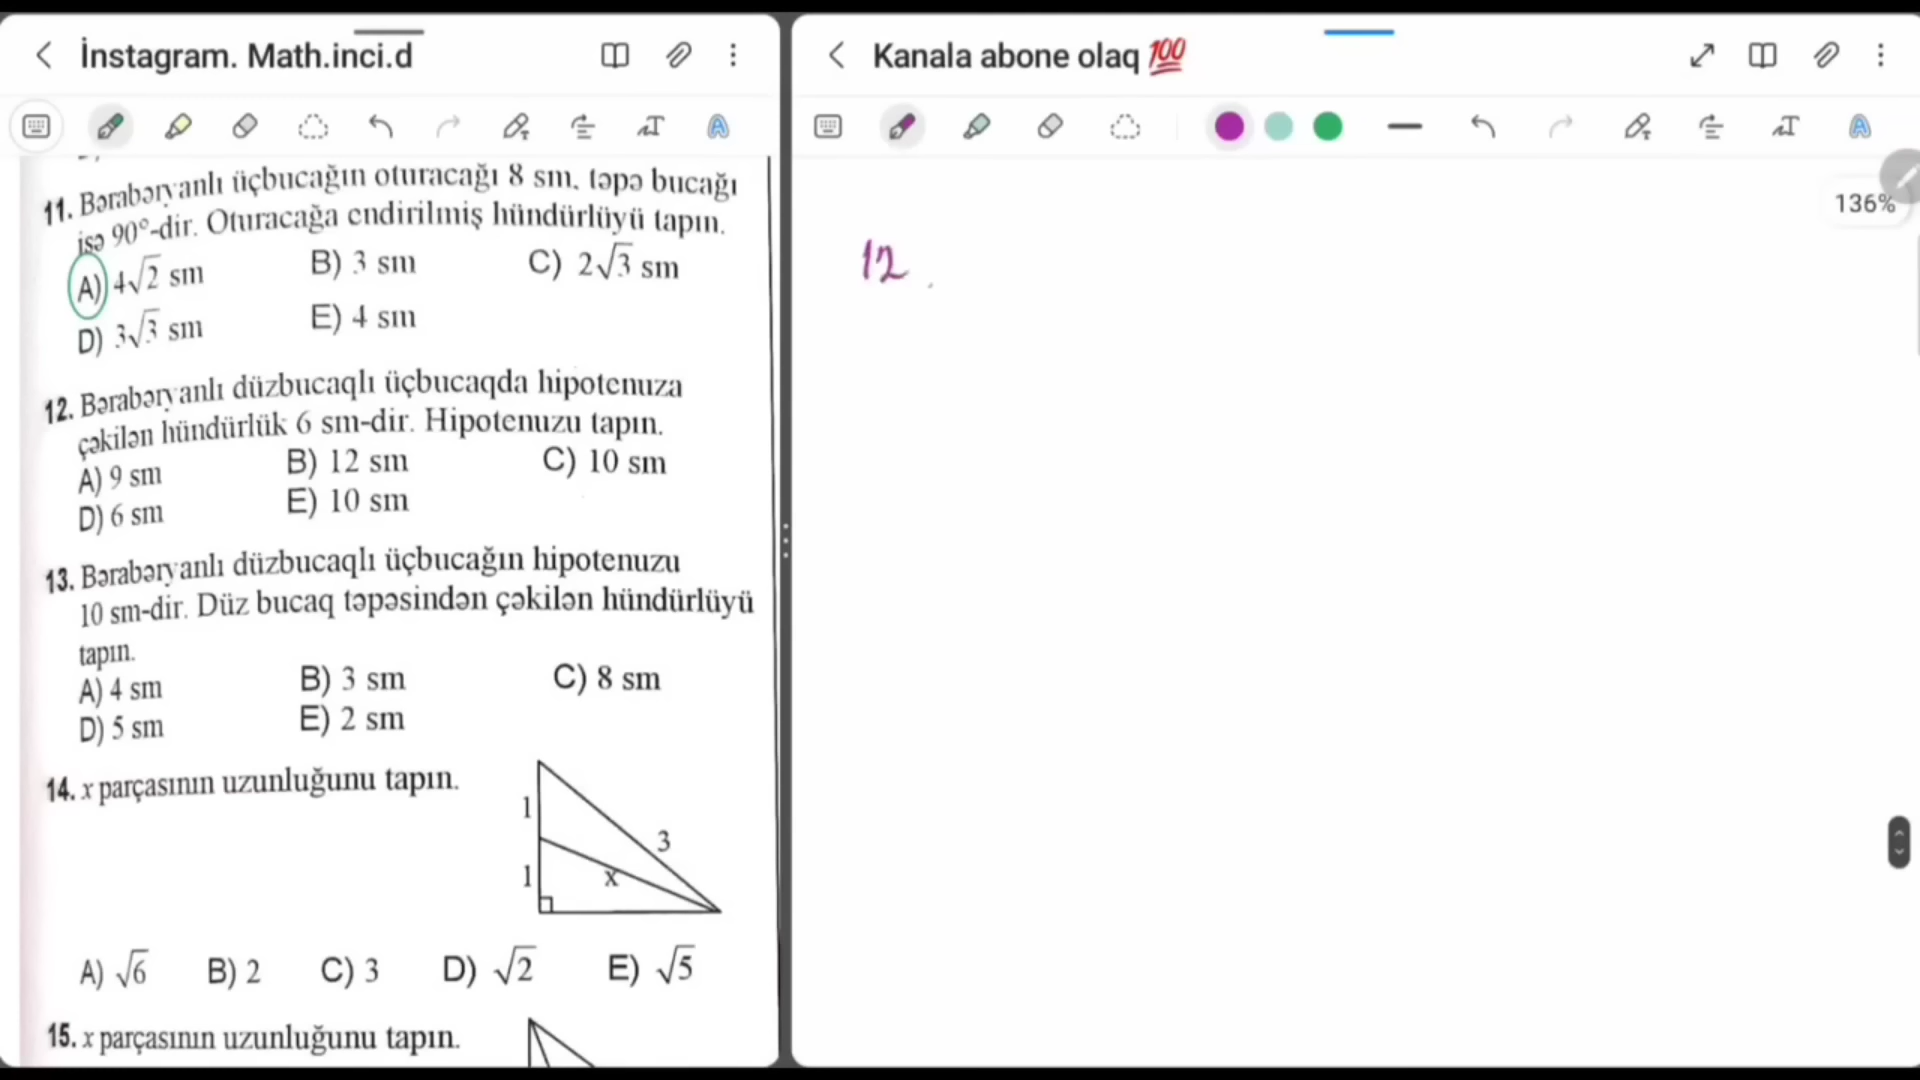 İnstagram. Math.inci.d
11. Bərabəryanlı üçbucağın oturacağı 8 sm, təpə bucağı
isə 90°-dir. Oturacağa endirilmiş hündürlüyü tapın.
A) 4√2 sm B) 3 sm C) 2√3 sm
D) 3√3 sm E) 4 sm
12. Bərabəryanlı düzbucaqlı üçbucaqda hipotenuza
çəkilən hündürlük 6 sm-dir. Hipotenuzu tapın.
A) 9 sm B) 12 sm C) 10 sm
D) 6 sm E) 10 sm
13. Bərabəryanlı düzbucaqlı üçbucağın hipotenuzu
10 sm-dir. Düz bucaq təpəsindən çəkilən hündürlüyü
tapın.
A) 4 sm B) 3 sm C) 8 sm
D) 5 sm E) 2 sm
14. x parçasının uzunluğunu tapın.
1
3
1 x
A) √6 B) 2 C) 3 D) √2 E) √5
15. x parçasının uzunluğunu tapın.
Kanala abone olaq 💯
136%
12.